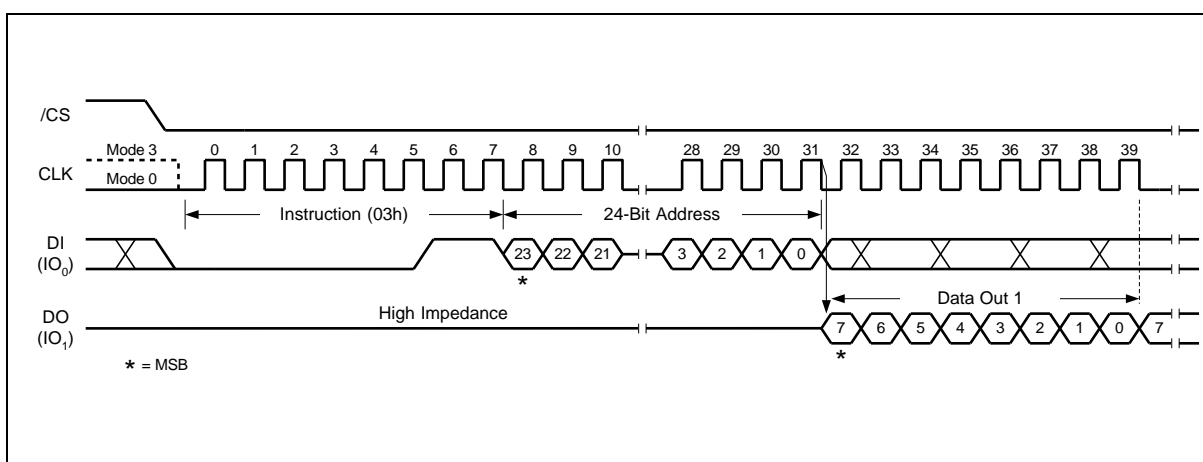 /CS
Mode 3
0 1 2 3 4 5 6 7 8 9 10 28 29 30 31 32 33 34 35 36 37 38 39
CLK
Mode 0
Instruction (03h) 24-Bit Address
DI
(IO0)
23 22 21 3 2 1 0
*
Data Out 1
High Impedance
DO
(IO1)
7 6 5 4 3 2 1 0 7
*
* = MSB